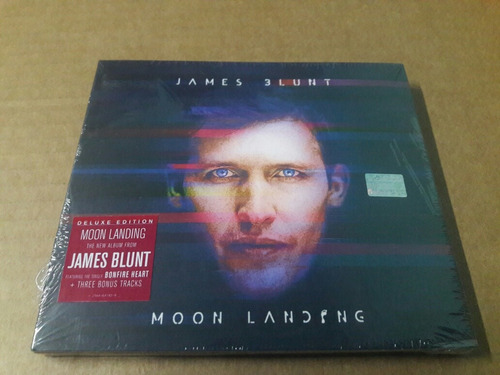 JAMES BLUNT
DELUXE EDITION
MOON LANDING
THE NEW ALBUM FROM
JAMES BLUNT
FEATURING THE SINGLE BONFIRE HEART
+ THREE BONUS TRACKS
MOON LANDING